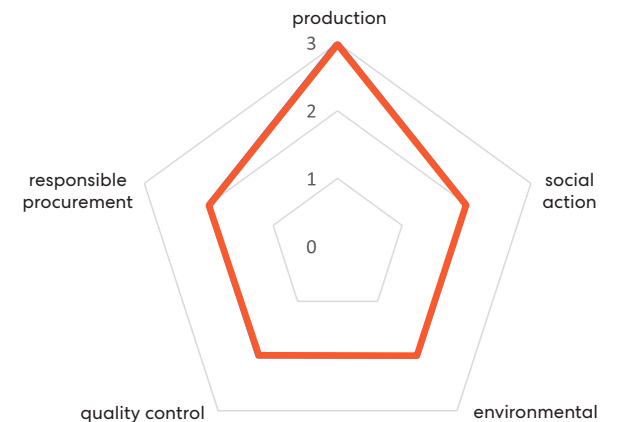 production
3
2
1
0
responsible
procurement
social
action
quality control
environmental